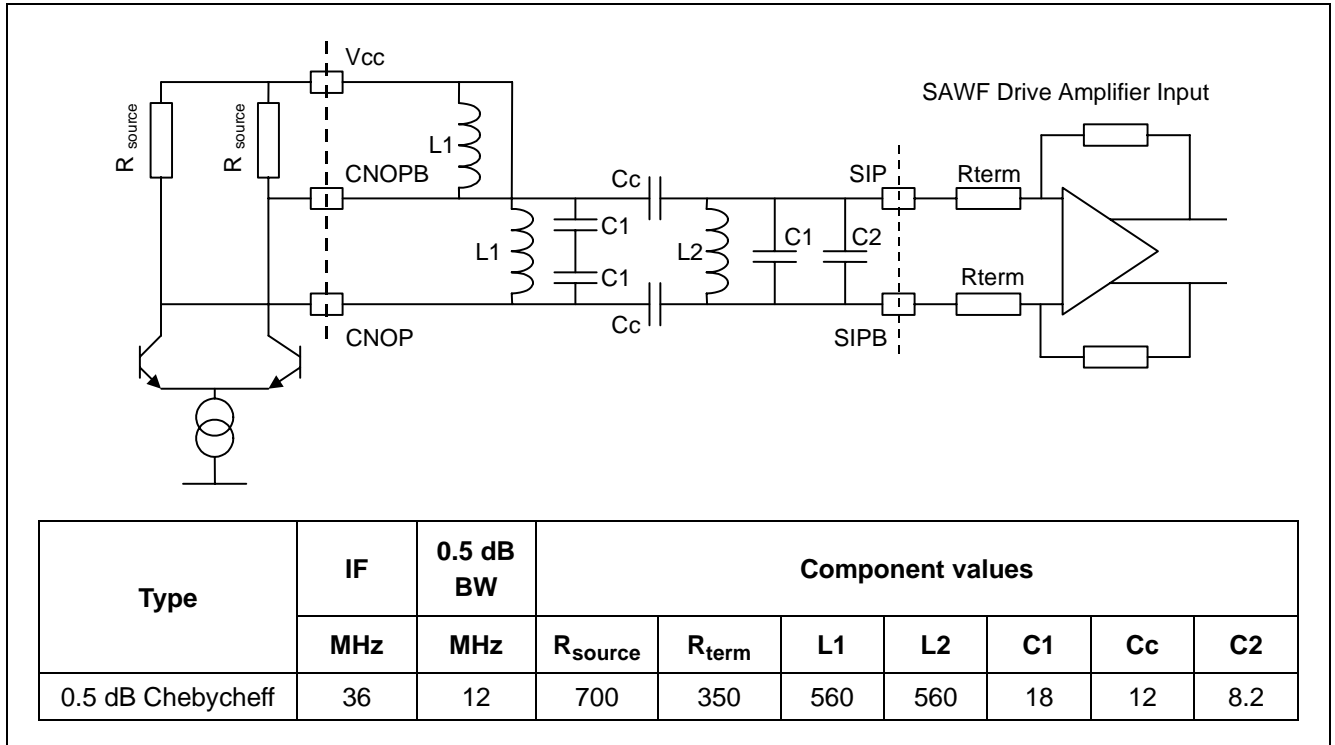 Vcc
SAWF Drive Amplifier Input
R source
R source
L1
CNOPB
Cc
SIP
Rterm
C1
L1
L2
C1
C2
C1
Rterm
Cc
CNOP
SIPB
Type IF 0.5 dB BW Component values
MHz MHz Rsource Rterm L1 L2 C1 Cc C2
0.5 dB Chebycheff 36 12 700 350 560 560 18 12 8.2